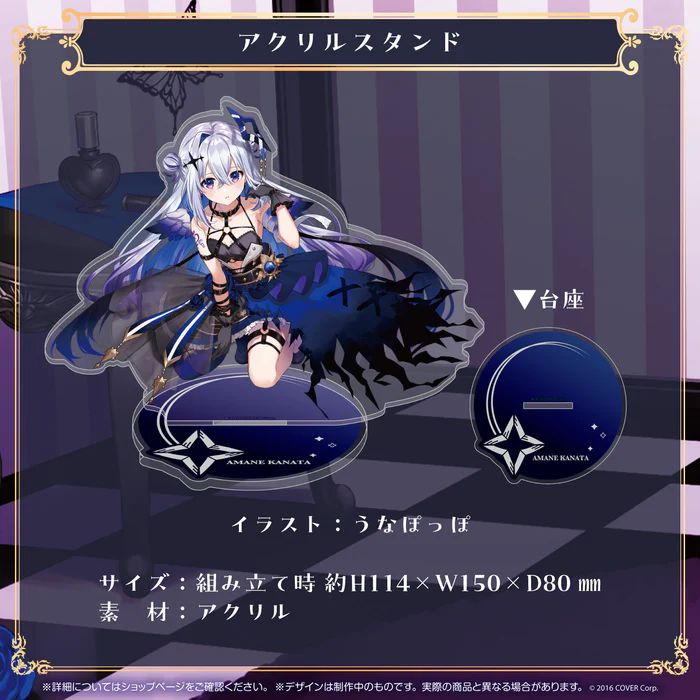 アクリルスタンド
▼台座
AMANE KANATA
AMANE KANATA
イラスト：うなぽっぽ
サイズ：組み立て時 約H114×W150×D80 ㎜
素　材：アクリル
※詳細についてはショップページをご確認ください。 ※デザインは制作中のものです。実際の商品と異なる場合があります。 © 2016 COVER Corp.